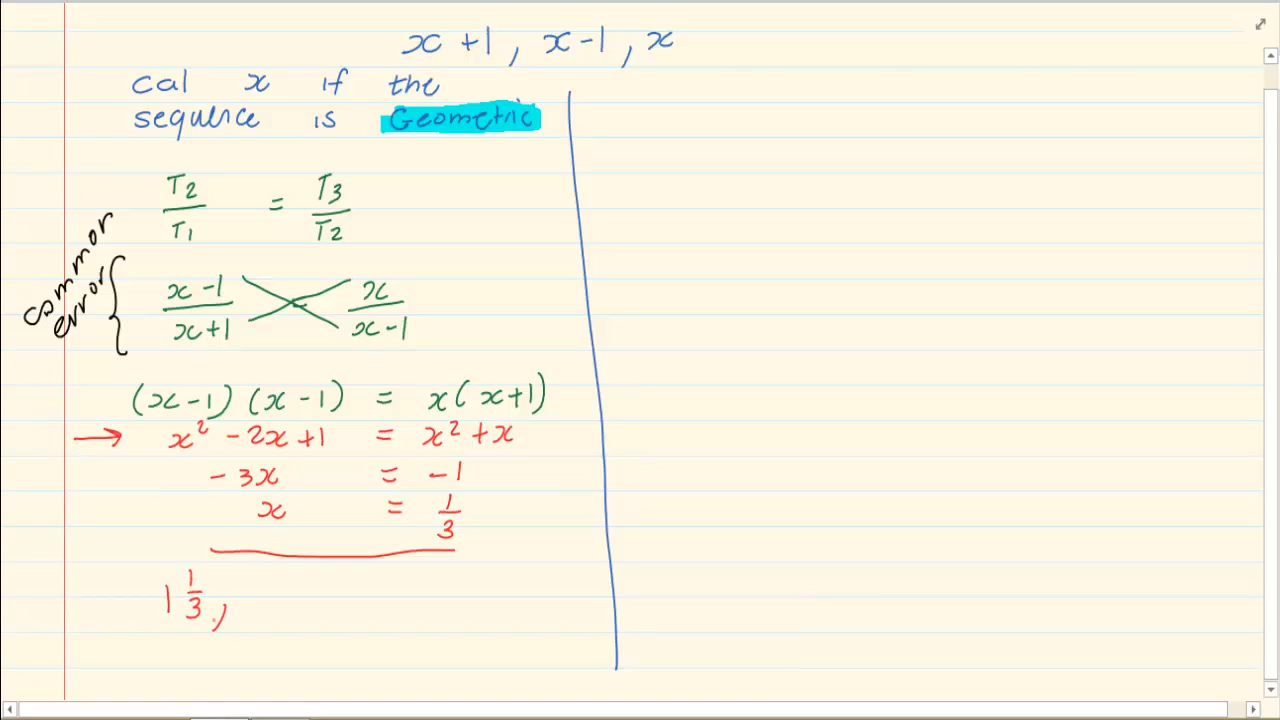 x + 1 , x - 1 , x
cal x if the
sequence is Geometric
T2/T1 = T3/T2
common
error
{ x - 1/x + 1 = x/x - 1
(x - 1) (x - 1) = x(x + 1)
→ x² - 2x + 1 = x² + x
- 3x = - 1
x = 1/3
1 1/3 ,